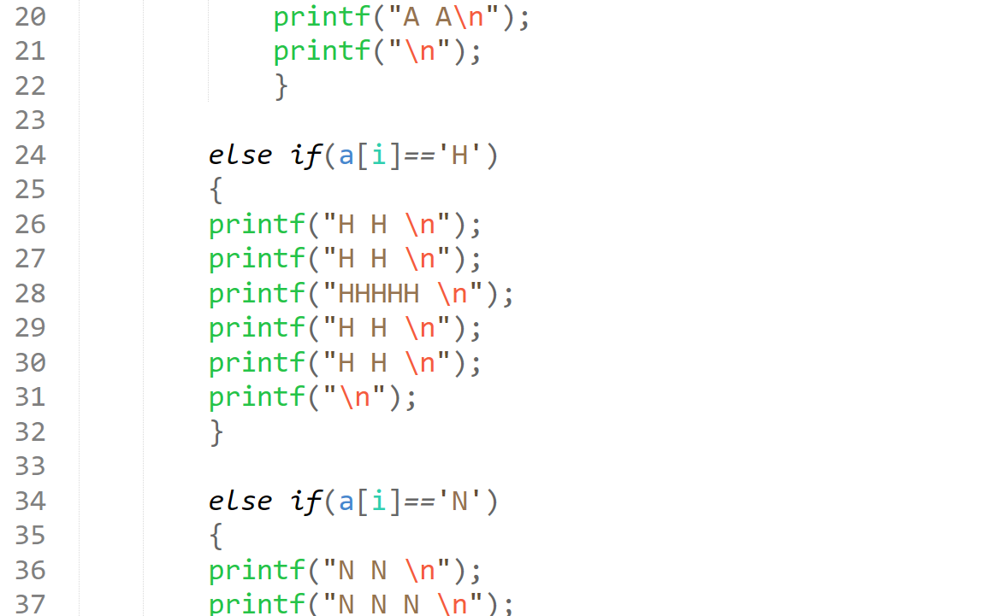 20 printf("A A\n");
21 printf("\n");
22 }
23
24 else if(a[i]=='H')
25 {
26 printf("H H \n");
27 printf("H H \n");
28 printf("HHHHH \n");
29 printf("H H \n");
30 printf("H H \n");
31 printf("\n");
32 }
33
34 else if(a[i]=='N')
35 {
36 printf("N N \n");
37 printf("N N N \n");